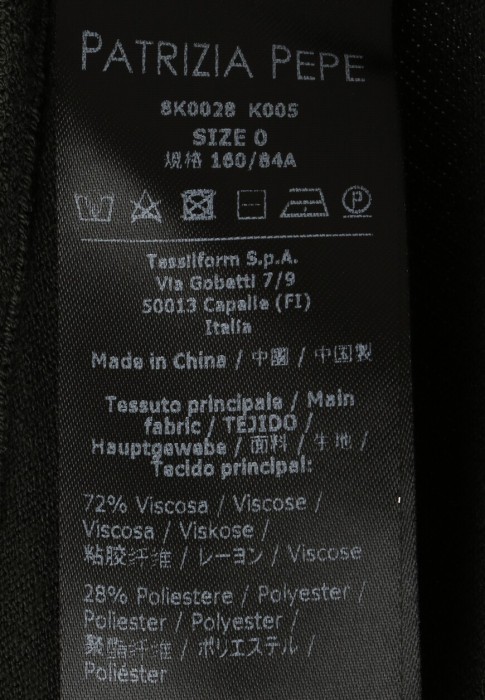 PATRIZIA PEPE
8K0028 K005
SIZE 0
规格 160/64A
P
Tessilform S.p.A.
Via Gobetti 7/9
50013 Capalle (FI)
Italia
Made in China / 中國 / 中国製
Tessuto principale / Main
fabric / TEJIDO /
Hauptgewebe / 面料 / 生地 /
Tecido principal:
72% Viscosa / Viscose /
Viscosa / Viskose /
粘胶纤维 / レーヨン / Viscose
28% Poliestere / Polyester /
Poliester / Polyester /
聚酯纤维 / ポリエステル /
Poliéster